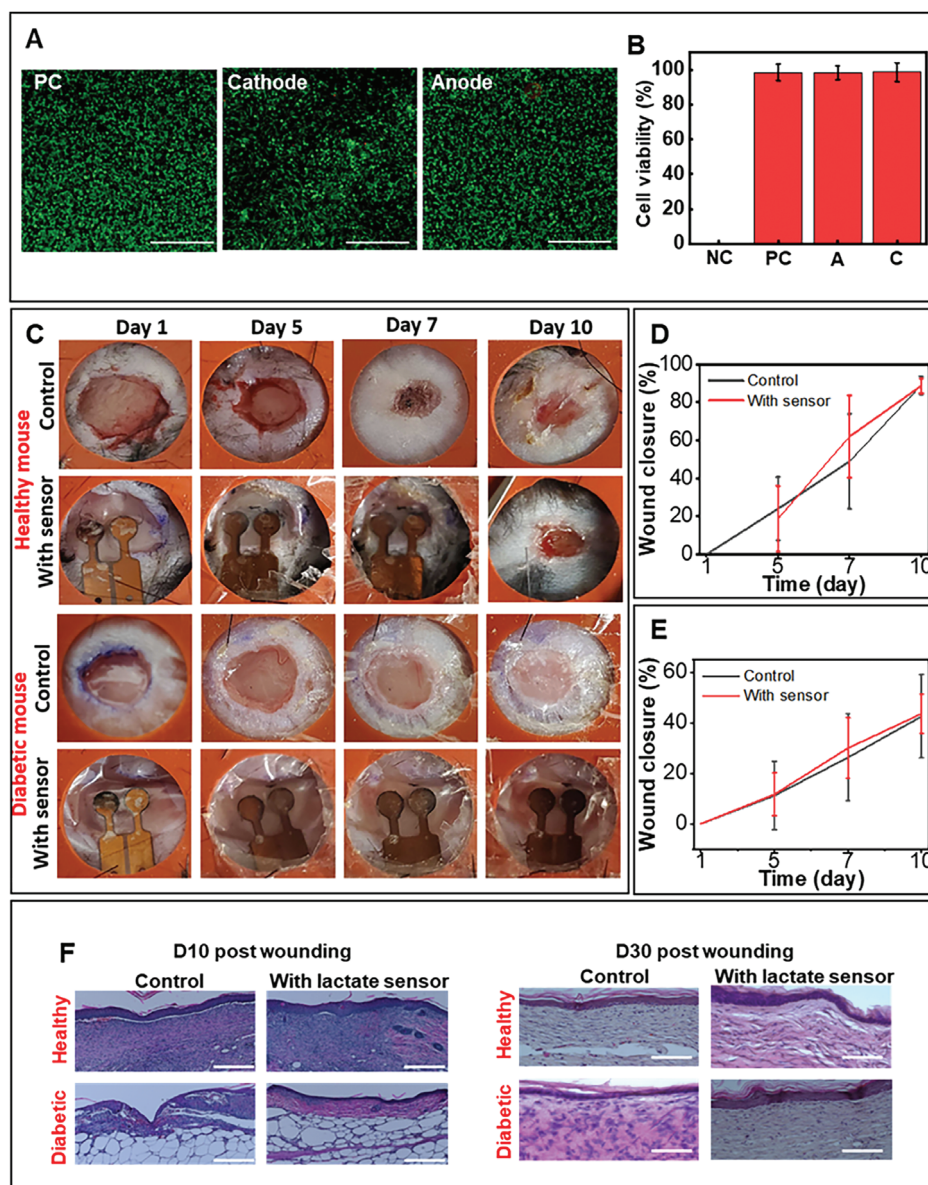 A
PC
Cathode
Anode
B
Cell viability (%)
100
80
60
40
20
0
NC
PC
A
C
C
Day 1
Day 5
Day 7
Day 10
Healthy mouse
Control
With sensor
Diabetic mouse
Control
With sensor
D
Wound closure (%)
100
80
60
40
20
0
Control
With sensor
1
5
7
10
Time (day)
E
Wound closure (%)
60
40
20
0
Control
With sensor
1
5
7
10
Time (day)
F
D10 post wounding
Control
With lactate sensor
Healthy
Diabetic
D30 post wounding
Control
With lactate sensor
Healthy
Diabetic